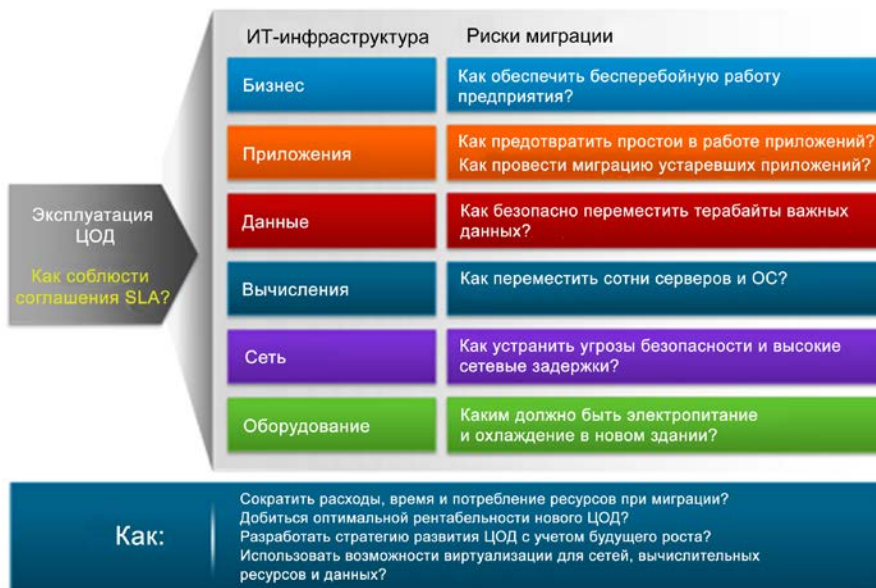 ИТ-инфраструктура
Риски миграции
Бизнес
Как обеспечить бесперебойную работу
предприятия?
Приложения
Как предотвратить простои в работе приложений?
Как провести миграцию устаревших приложений?
Эксплуатация
ЦОД
Как соблюсти
соглашения SLA?
Данные
Как безопасно переместить терабайты важных
данных?
Вычисления
Как переместить сотни серверов и ОС?
Сеть
Как устранить угрозы безопасности и высокие
сетевые задержки?
Оборудование
Каким должно быть электропитание
и охлаждение в новом здании?
Как:
Сократить расходы, время и потребление ресурсов при миграции?
Добиться оптимальной рентабельности нового ЦОД?
Разработать стратегию развития ЦОД с учетом будущего роста?
Использовать возможности виртуализации для сетей, вычислительных
ресурсов и данных?